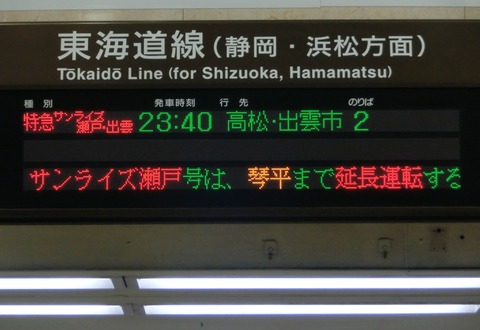 東海道線(静岡・浜松方面)
Tōkaidō Line (for Shizuoka, Hamamatsu)
種別 発車時刻 行先 のりば
特急サンライズ瀬戸・出雲 23:40 高松・出雲市 2
サンライズ瀬戸号は、琴平まで延長運転する